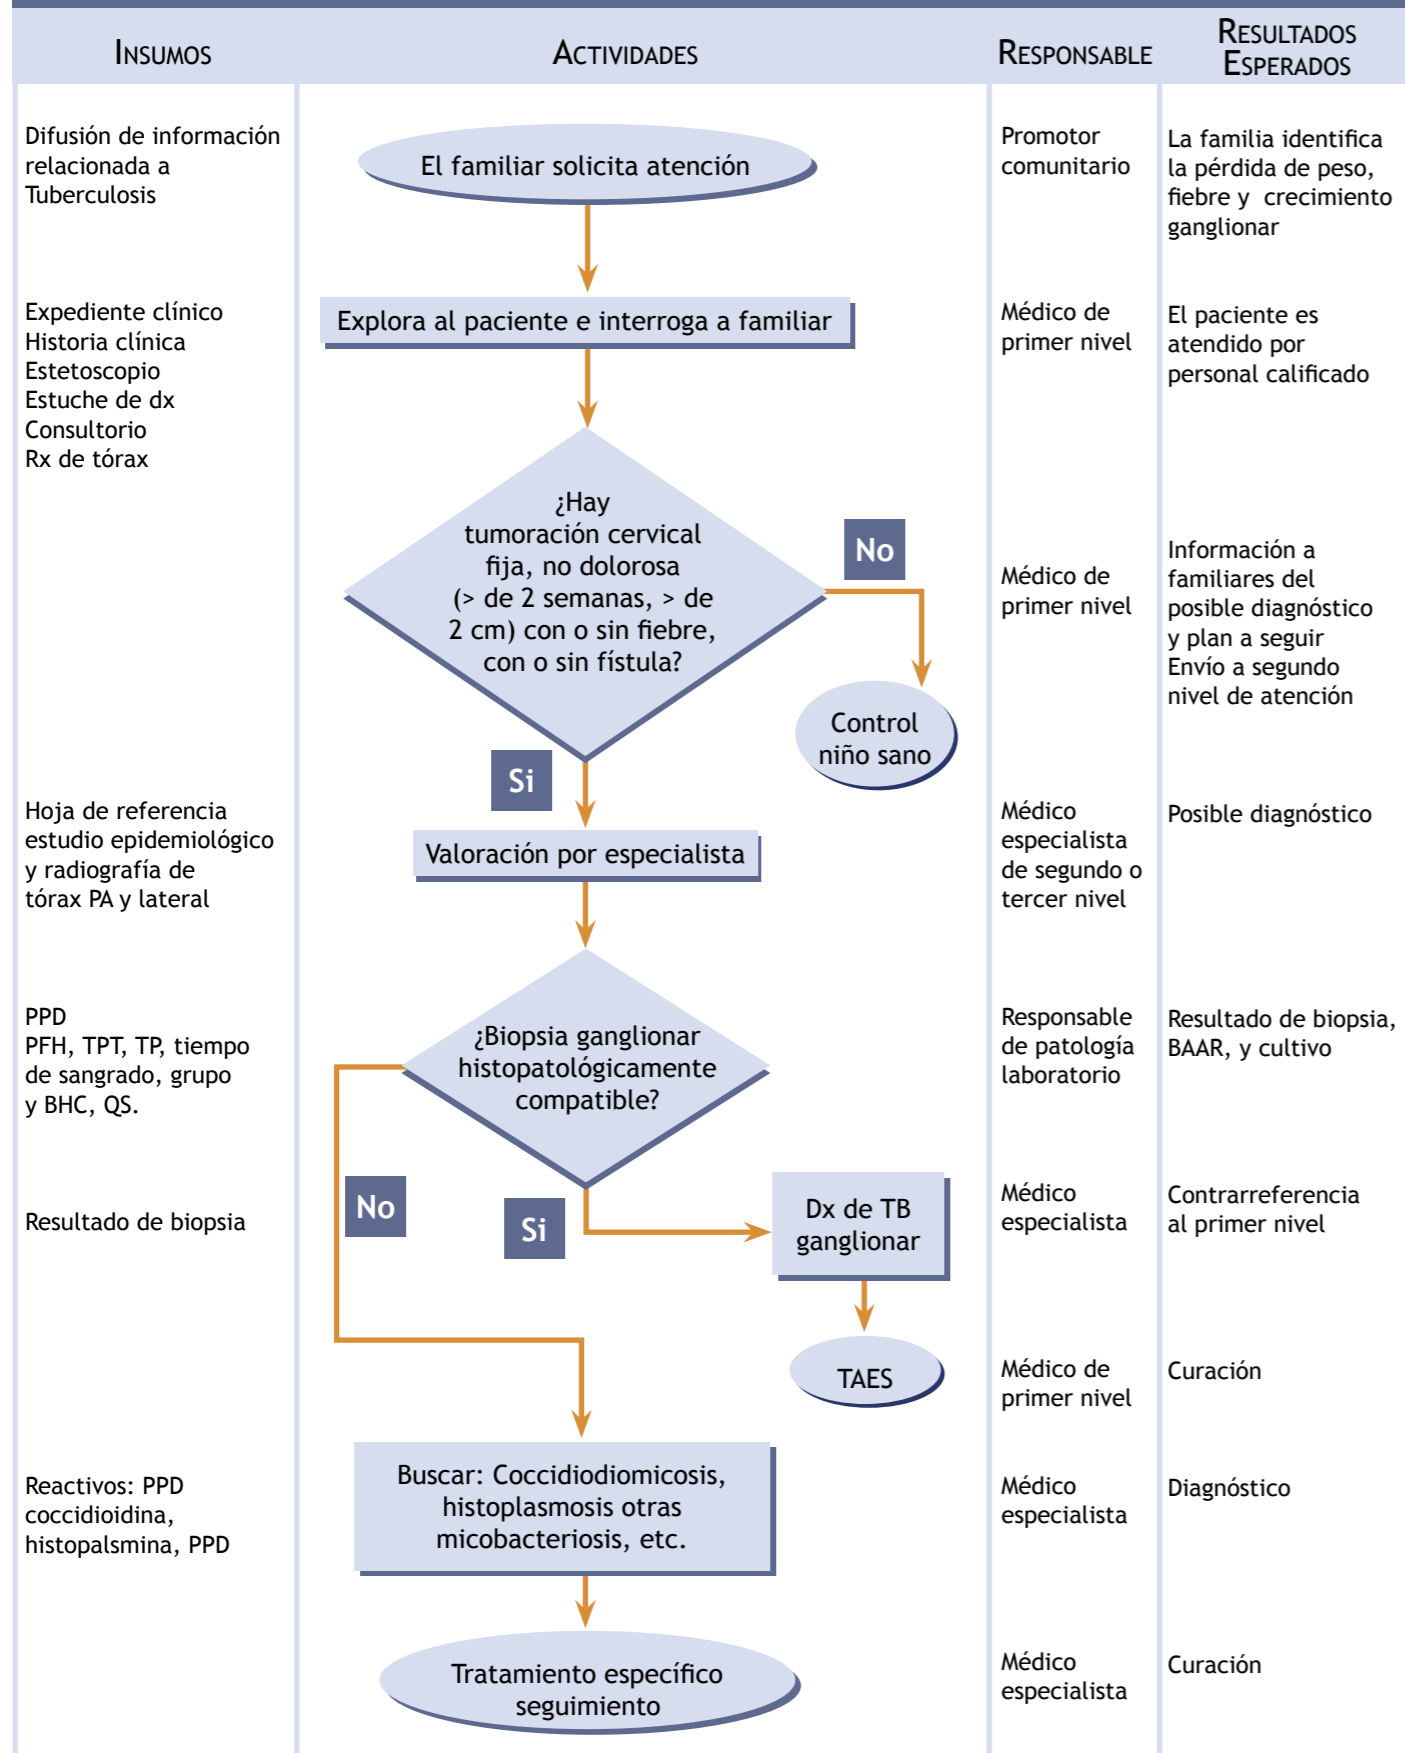 INSUMOS
ACTIVIDADES
RESPONSABLE
RESULTADOS
ESPERADOS
Difusión de información
relacionada a
Tuberculosis
El familiar solicita atención
Promotor
comunitario
La familia identifica
la pérdida de peso,
fiebre y crecimiento
ganglionar
Expediente clínico
Historia clínica
Estetoscopio
Estuche de dx
Consultorio
Rx de tórax
Explora al paciente e interroga a familiar
Médico de
primer nivel
El paciente es
atendido por
personal calificado
¿Hay
tumoración cervical
fija, no dolorosa
(> de 2 semanas, > de
2 cm) con o sin fiebre,
con o sin fístula?
No
Médico de
primer nivel
Información a
familiares del
posible diagnóstico
y plan a seguir
Envío a segundo
nivel de atención
Control
niño sano
Si
Hoja de referencia
estudio epidemiológico
y radiografía de
tórax PA y lateral
Valoración por especialista
Médico
especialista
de segundo o
tercer nivel
Posible diagnóstico
PPD
PFH, TPT, TP, tiempo
de sangrado, grupo
y BHC, QS.
¿Biopsia ganglionar
histopatológicamente
compatible?
Responsable
de patología
laboratorio
Resultado de biopsia,
BAAR, y cultivo
Resultado de biopsia
No
Si
Dx de TB
ganglionar
Médico
especialista
Contrarreferencia
al primer nivel
TAES
Médico de
primer nivel
Curación
Reactivos: PPD
coccidioidina,
histopalsmina, PPD
Buscar: Coccidiodiomicosis,
histoplasmosis otras
micobacteriosis, etc.
Médico
especialista
Diagnóstico
Tratamiento específico
seguimiento
Médico
especialista
Curación